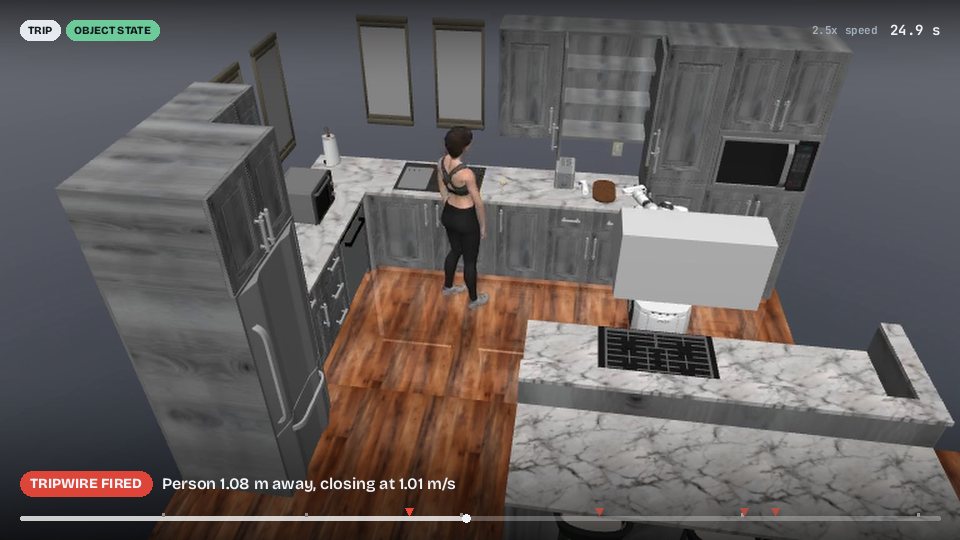 TRIP OBJECT STATE 2.5x speed 24.9 s
TRIPWIRE FIRED Person 1.08 m away, closing at 1.01 m/s